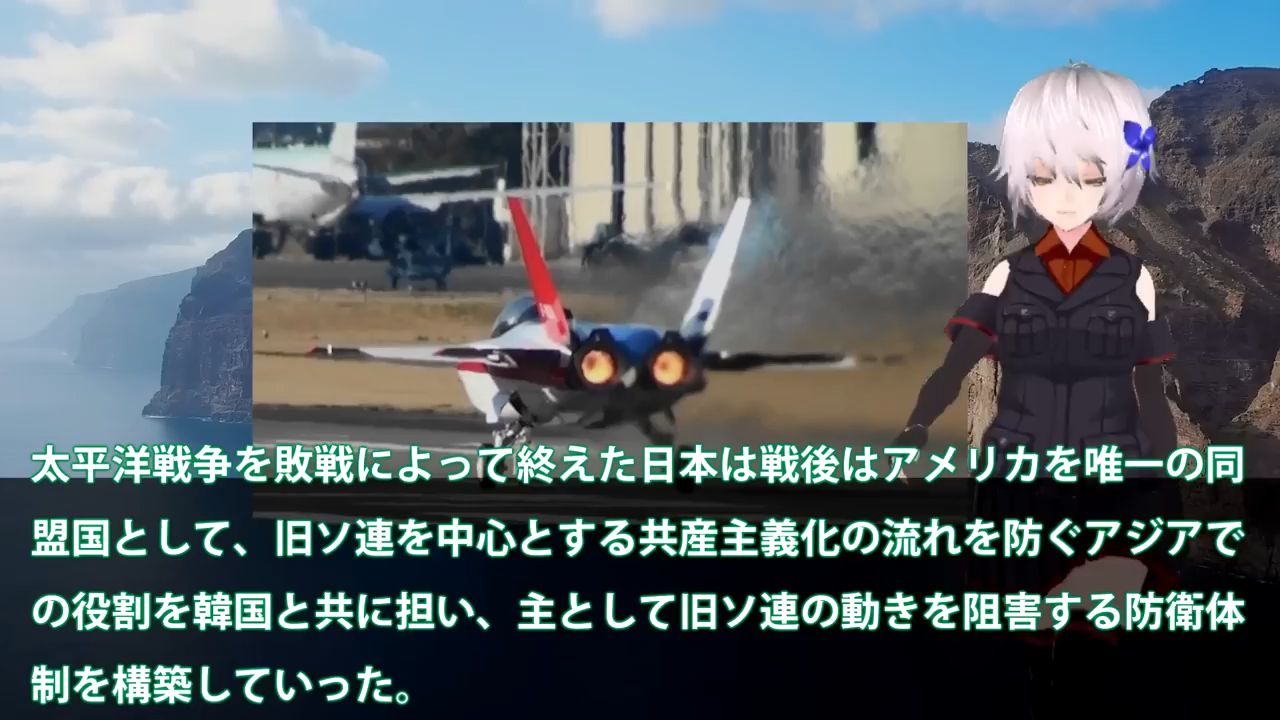 太平洋戦争を敗戦によって終えた日本は戦後はアメリカを唯一の同
盟国として、旧ソ連を中心とする共産主義化の流れを防ぐアジアで
の役割を韓国と共に担い、主として旧ソ連の動きを阻害する防衛体
制を構築していった。